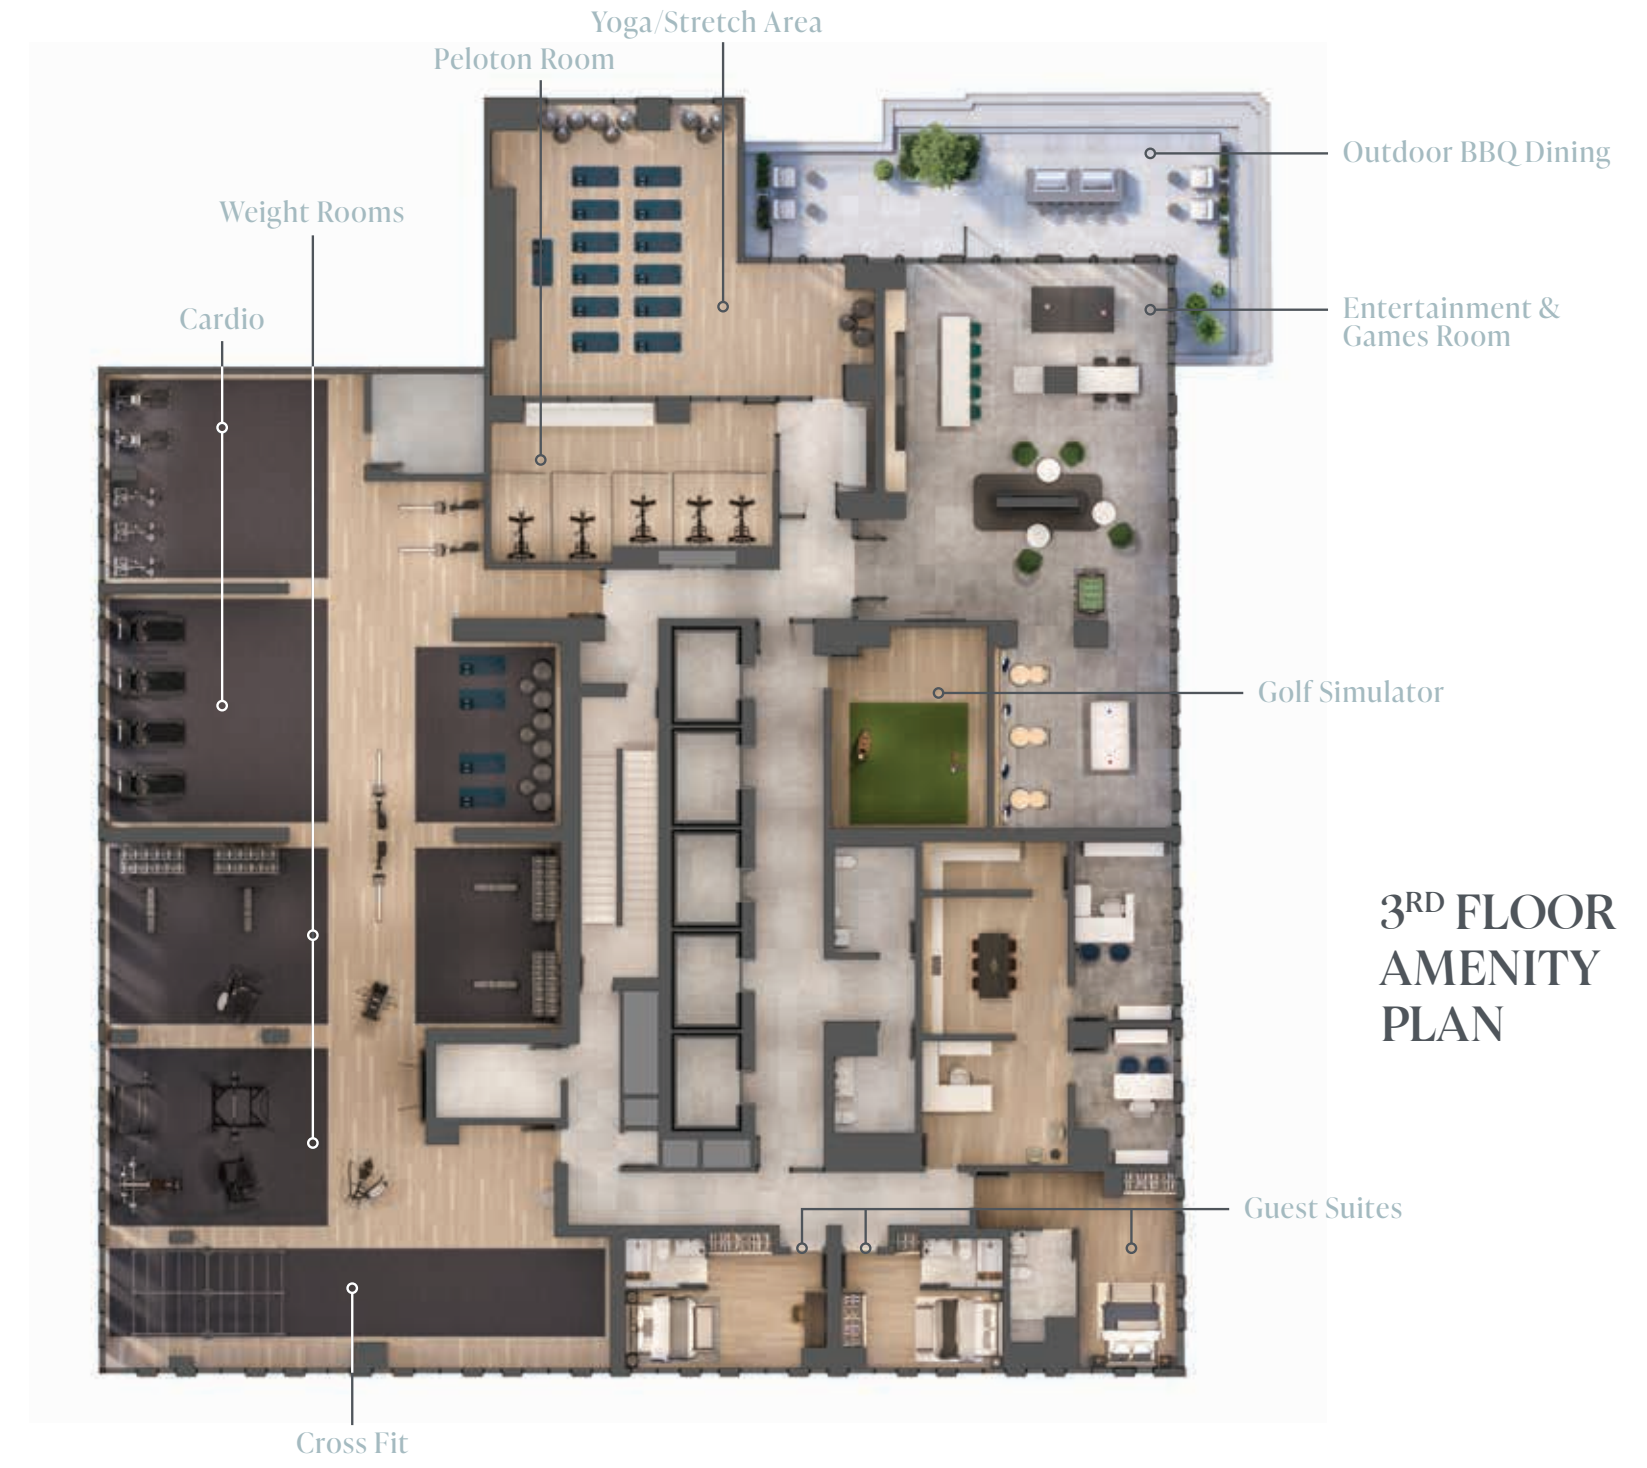 Yoga/Stretch Area
Peloton Room
Outdoor BBQ Dining
Weight Rooms
Cardio
Entertainment &
Games Room
Golf Simulator
3RD FLOOR
AMENITY
PLAN
Guest Suites
Cross Fit